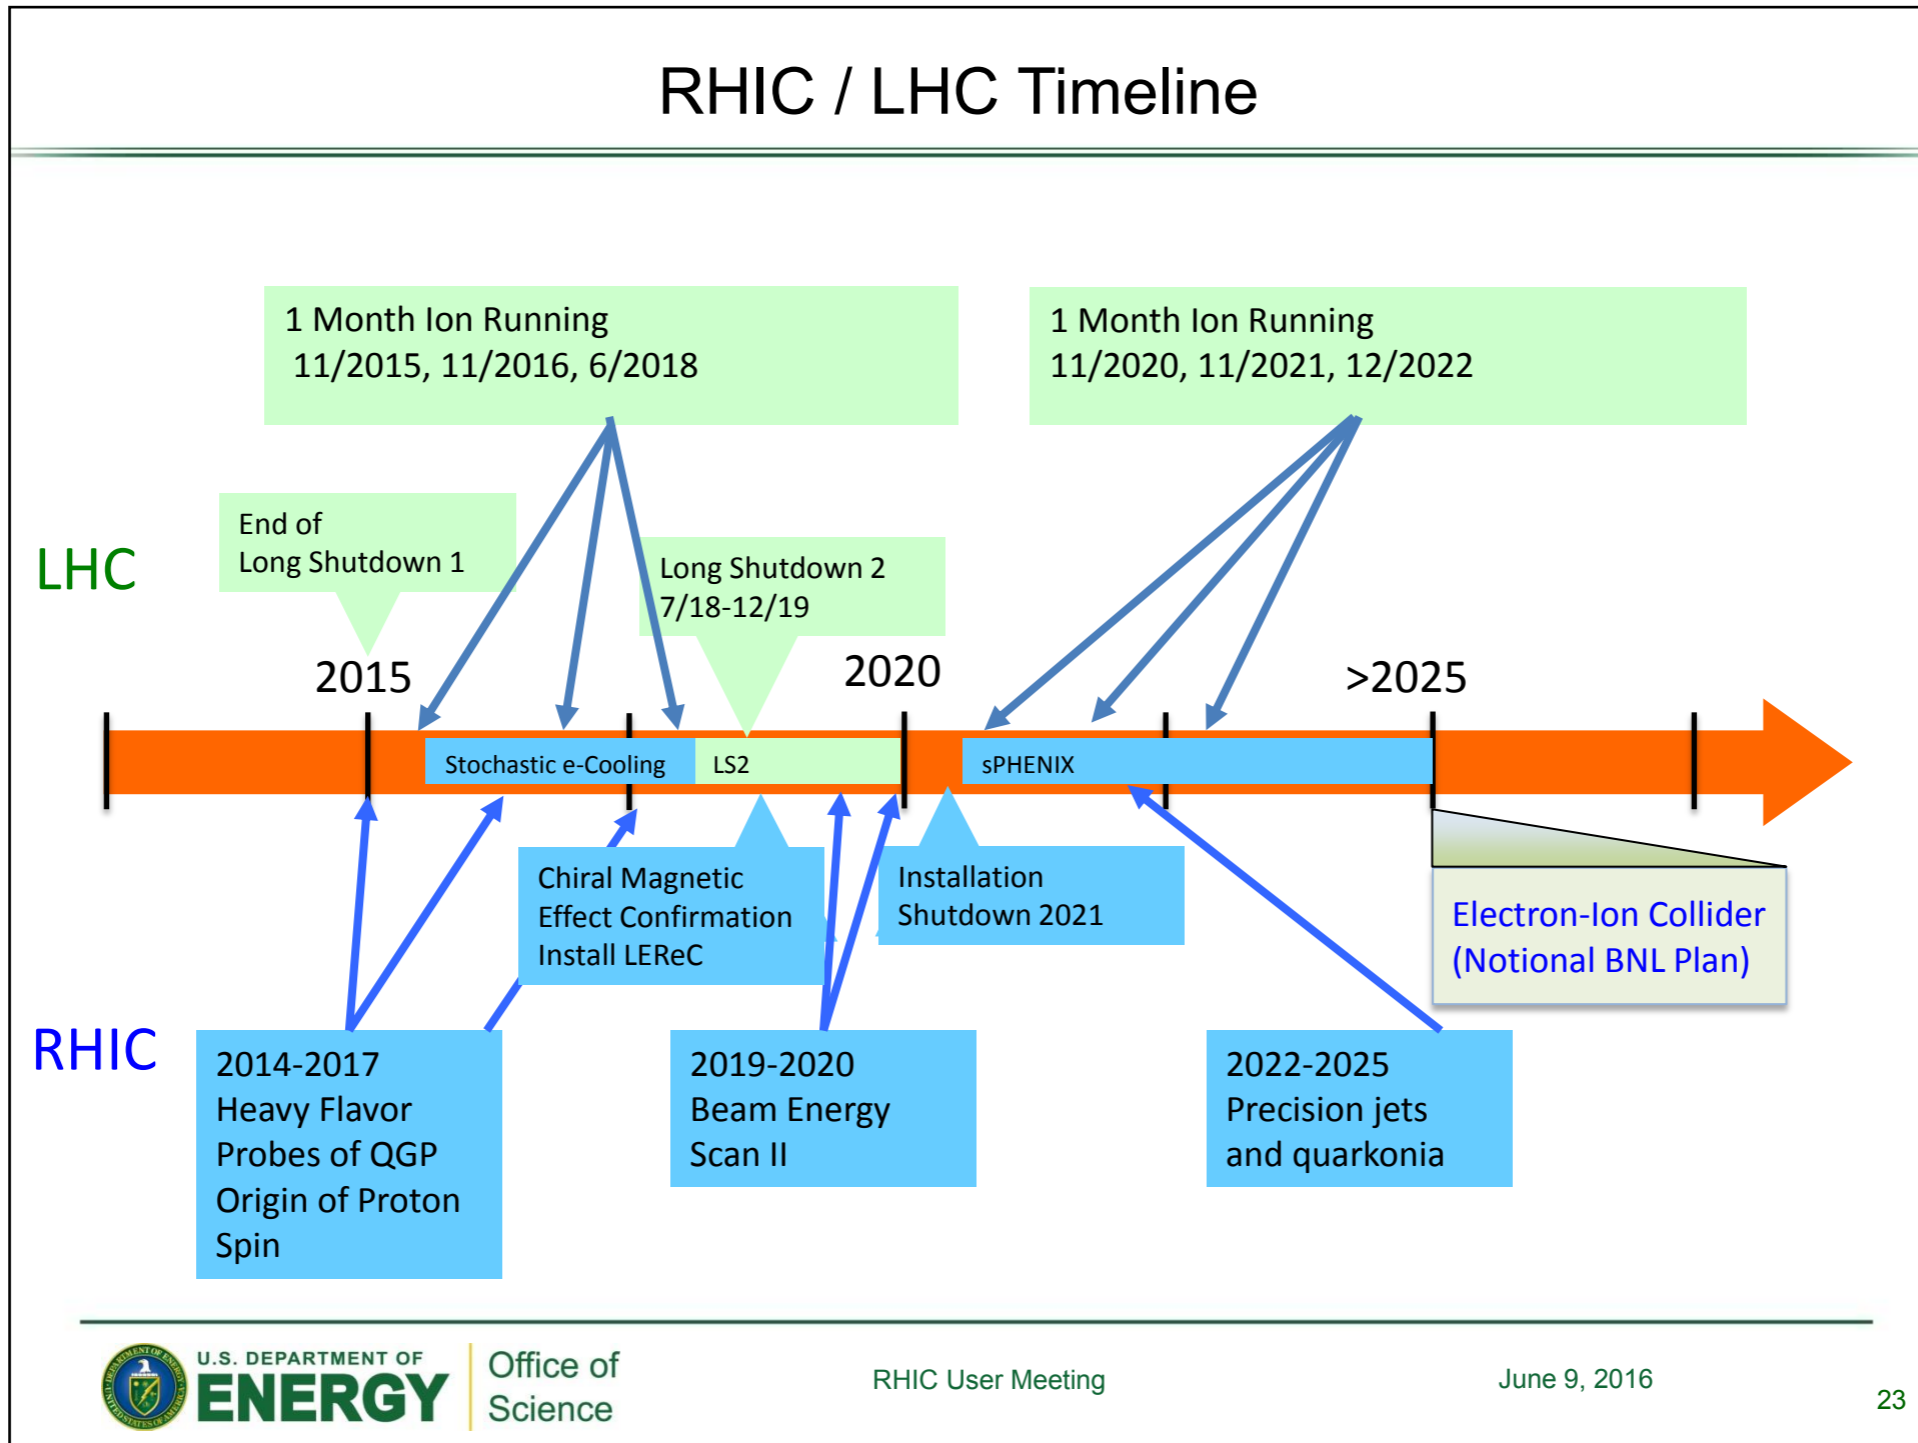 RHIC / LHC Timeline
1 Month Ion Running
11/2015, 11/2016, 6/2018
1 Month Ion Running
11/2020, 11/2021, 12/2022
End of
Long Shutdown 1
LHC
Long Shutdown 2
7/18-12/19
2015
2020
>2025
Stochastic e-Cooling
LS2
sPHENIX
Chiral Magnetic
Effect Confirmation
Install LEReC
Installation
Shutdown 2021
Electron-Ion Collider
(Notional BNL Plan)
RHIC
2014-2017
Heavy Flavor
Probes of QGP
Origin of Proton
Spin
2019-2020
Beam Energy
Scan II
2022-2025
Precision jets
and quarkonia
U.S. DEPARTMENT OF
ENERGY
Office of
Science
RHIC User Meeting
June 9, 2016
23